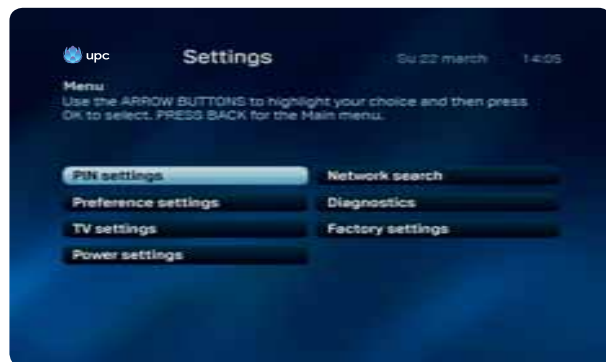 upc Settings Su 22 march 14:05
Menu
Use the ARROW BUTTONS to highlight your choice and then press
OK to select. PRESS BACK for the Main menu.
PIN settings Network search
Preference settings Diagnostics
TV settings Factory settings
Power settings